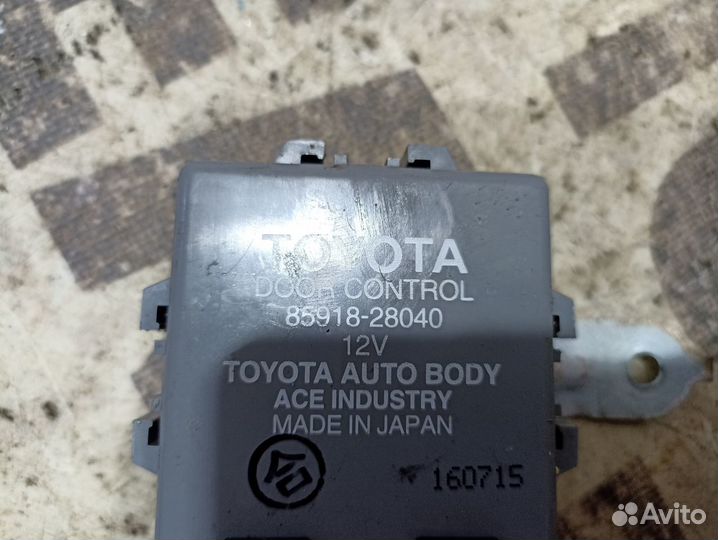 TOYOTA
DOOR CONTROL
85918-28040
12V
TOYOTA AUTO BODY
ACE INDUSTRY
MADE IN JAPAN
160715
Avito